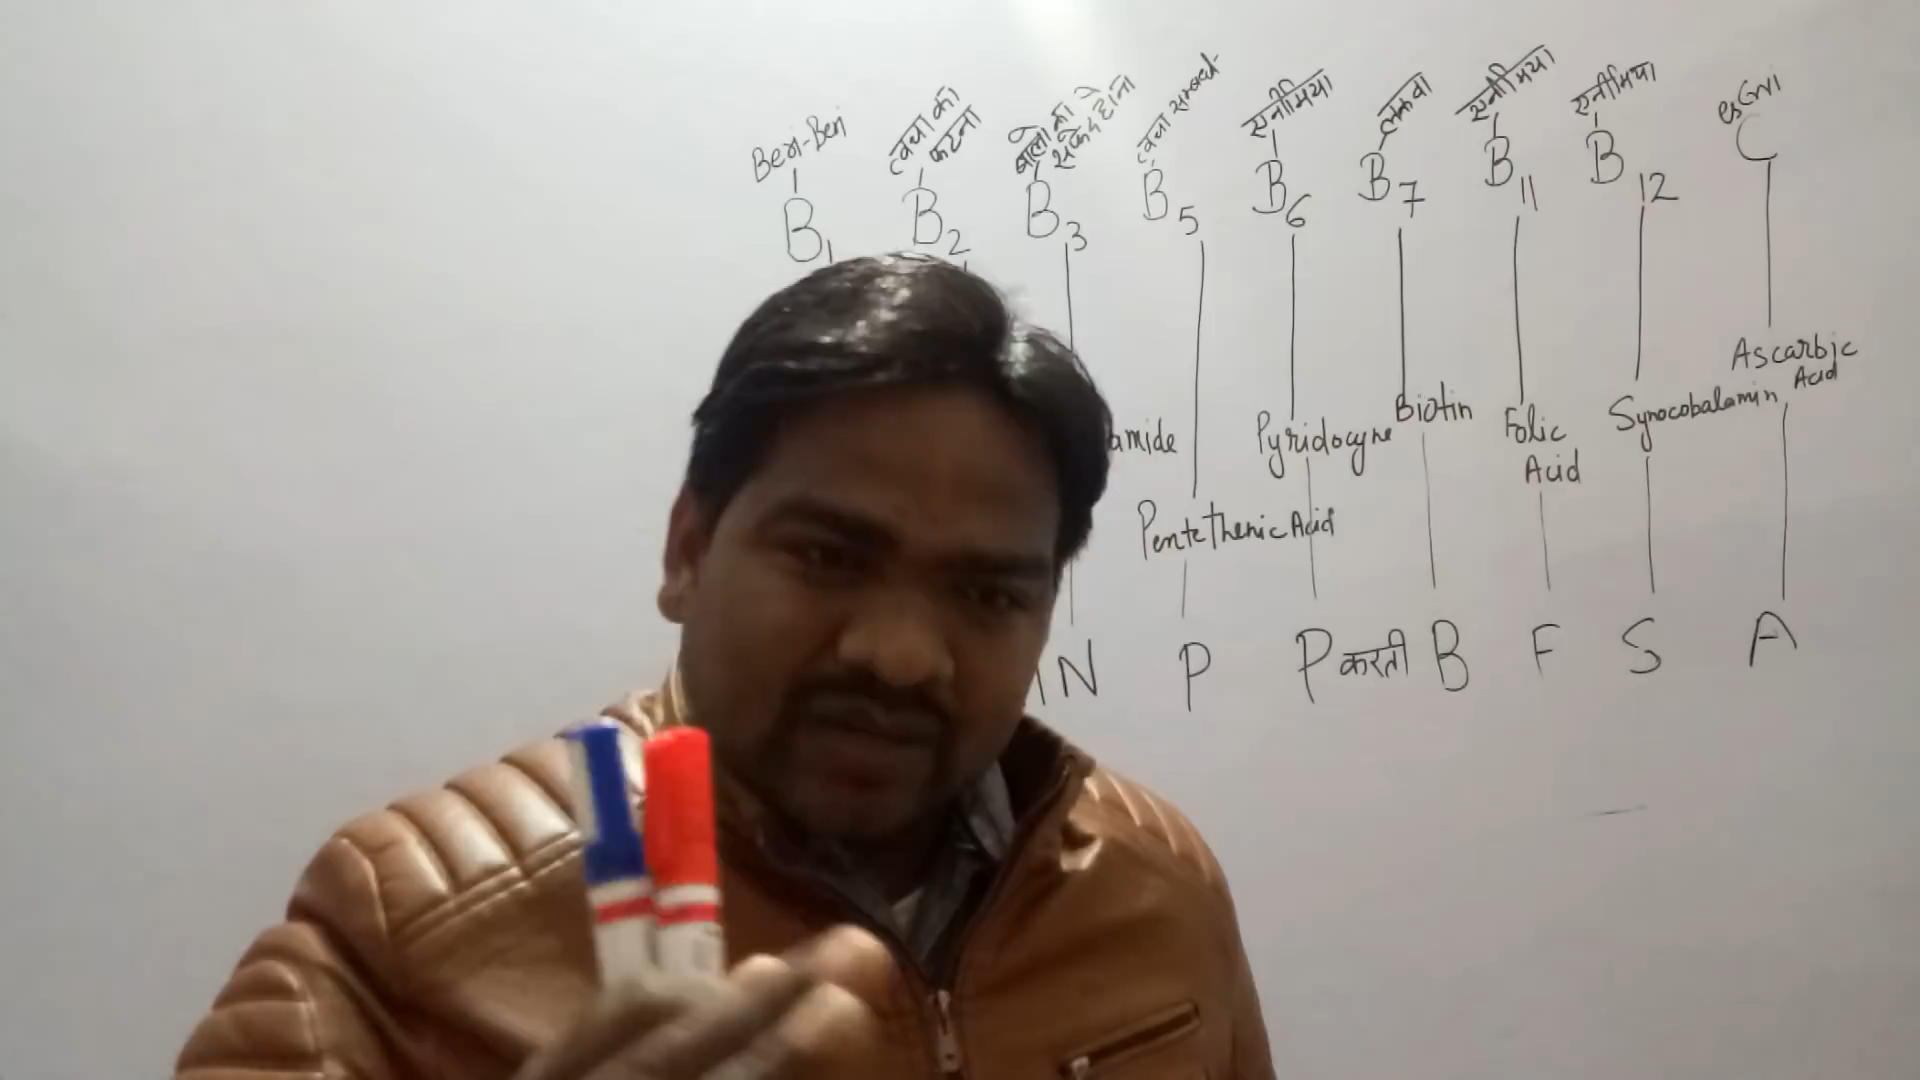 Beri-Beri
त्वचा का फटना
बालों का सफेद होना
त्वचा सम्बन्धी
एनीमिया
लकवा
एनीमिया
एनीमिया
B1 B2 B3 B5 B6 B7 B11 B12 C
amide
Pyridocyne
Biotin
Folic Acid
Synocobalamin
Ascarbic Acid
PenteThenic Acid
N P P करती B F S A